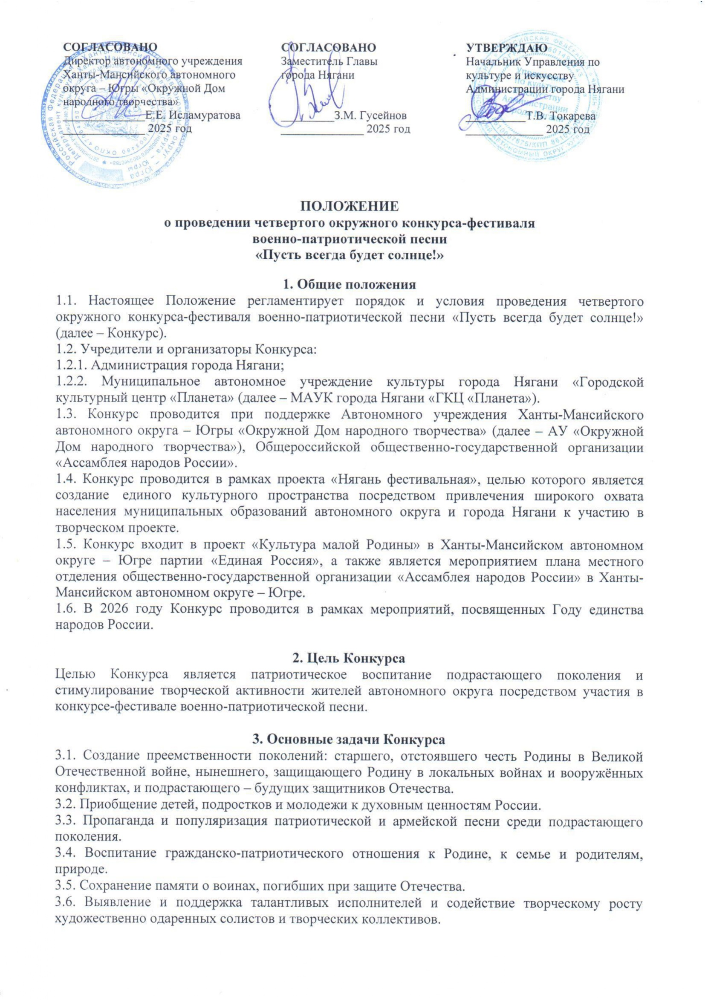 СОГЛАСОВАНО
Директор автономного учреждения
Ханты-Мансийского автономного
округа – Югры «Окружной Дом
народного творчества»
______________Е.Е. Исламуратова
______________ 2025 год
СОГЛАСОВАНО
Заместитель Главы
города Нягани
_________З.М. Гусейнов
______________ 2025 год
УТВЕРЖДАЮ
Начальник Управления по
культуре и искусству
Администрации города Нягани
__________Т.В. Токарева
_____________ 2025 год
ПОЛОЖЕНИЕ
о проведении четвертого окружного конкурса-фестиваля
военно-патриотической песни
«Пусть всегда будет солнце!»
1. Общие положения
1.1. Настоящее Положение регламентирует порядок и условия проведения четвертого
окружного конкурса-фестиваля военно-патриотической песни «Пусть всегда будет солнце!»
(далее – Конкурс).
1.2. Учредители и организаторы Конкурса:
1.2.1. Администрация города Нягани;
1.2.2. Муниципальное автономное учреждение культуры города Нягани «Городской
культурный центр «Планета» (далее – МАУК города Нягани «ГКЦ «Планета»).
1.3. Конкурс проводится при поддержке Автономного учреждения Ханты-Мансийского
автономного округа – Югры «Окружной Дом народного творчества» (далее – АУ «Окружной
Дом народного творчества»), Общероссийской общественно-государственной организации
«Ассамблея народов России».
1.4. Конкурс проводится в рамках проекта «Нягань фестивальная», целью которого является
создание единого культурного пространства посредством привлечения широкого охвата
населения муниципальных образований автономного округа и города Нягани к участию в
творческом проекте.
1.5. Конкурс входит в проект «Культура малой Родины» в Ханты-Мансийском автономном
округе – Югре партии «Единая Россия», а также является мероприятием плана местного
отделения общественно-государственной организации «Ассамблея народов России» в Ханты-
Мансийском автономном округе – Югре.
1.6. В 2026 году Конкурс проводится в рамках мероприятий, посвященных Году единства
народов России.
2. Цель Конкурса
Целью Конкурса является патриотическое воспитание подрастающего поколения и
стимулирование творческой активности жителей автономного округа посредством участия в
конкурсе-фестивале военно-патриотической песни.
3. Основные задачи Конкурса
3.1. Создание преемственности поколений: старшего, отстоявшего честь Родины в Великой
Отечественной войне, нынешнего, защищающего Родину в локальных войнах и вооружённых
конфликтах, и подрастающего – будущих защитников Отечества.
3.2. Приобщение детей, подростков и молодежи к духовным ценностям России.
3.3. Пропаганда и популяризация патриотической и армейской песни среди подрастающего
поколения.
3.4. Воспитание гражданско-патриотического отношения к Родине, к семье и родителям,
природе.
3.5. Сохранение памяти о воинах, погибших при защите Отечества.
3.6. Выявление и поддержка талантливых исполнителей и содействие творческому росту
художественно одаренных солистов и творческих коллективов.